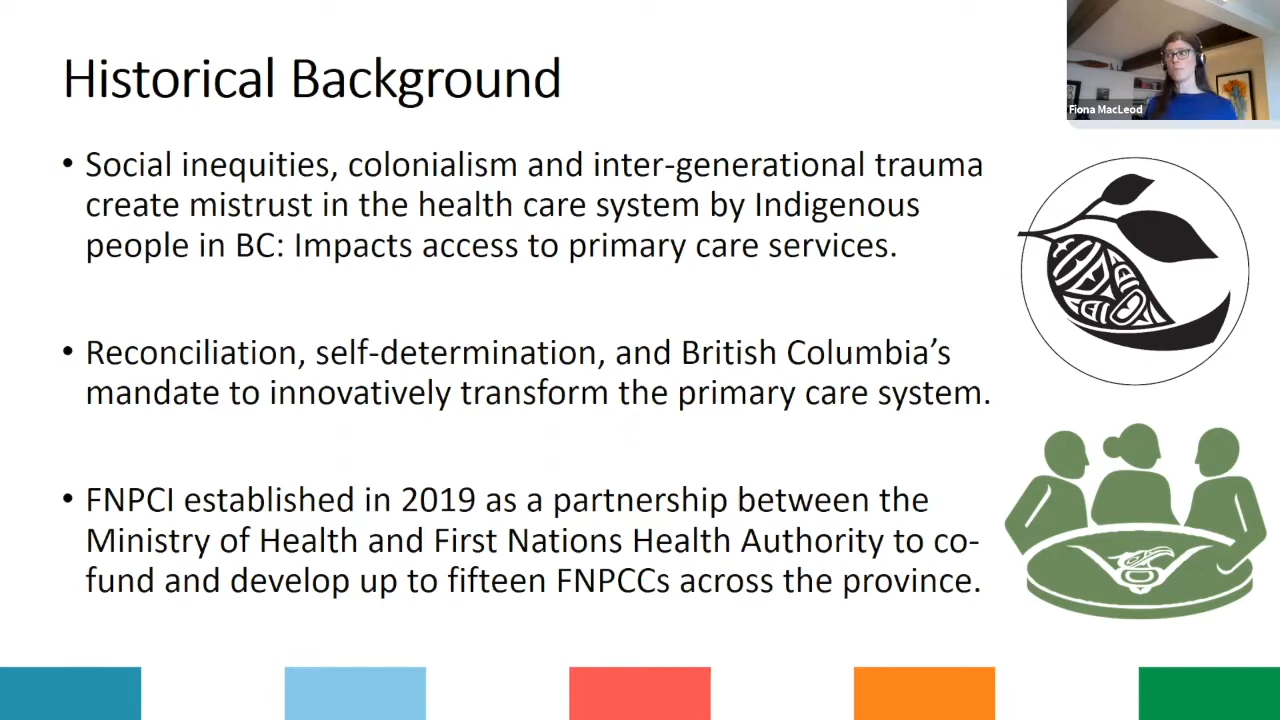 Historical Background
Fiona MacLeod
• Social inequities, colonialism and inter-generational trauma
create mistrust in the health care system by Indigenous
people in BC: Impacts access to primary care services.
• Reconciliation, self-determination, and British Columbia’s
mandate to innovatively transform the primary care system.
• FNPCI established in 2019 as a partnership between the
Ministry of Health and First Nations Health Authority to co-
fund and develop up to fifteen FNPCCs across the province.